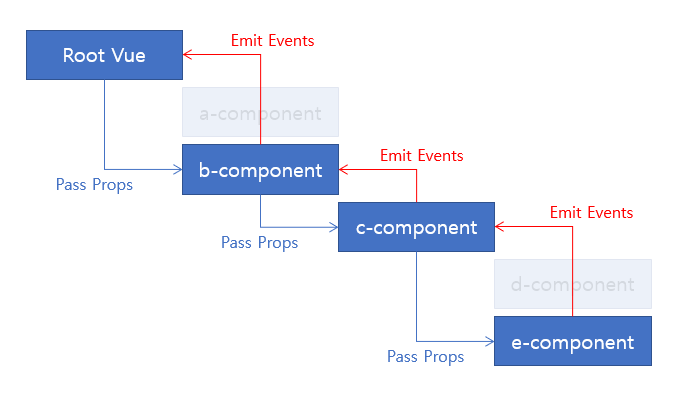 Emit Events
Root Vue
a-component
Emit Events
b-component
Pass Props
Emit Events
c-component
Pass Props
d-component
e-component
Pass Props